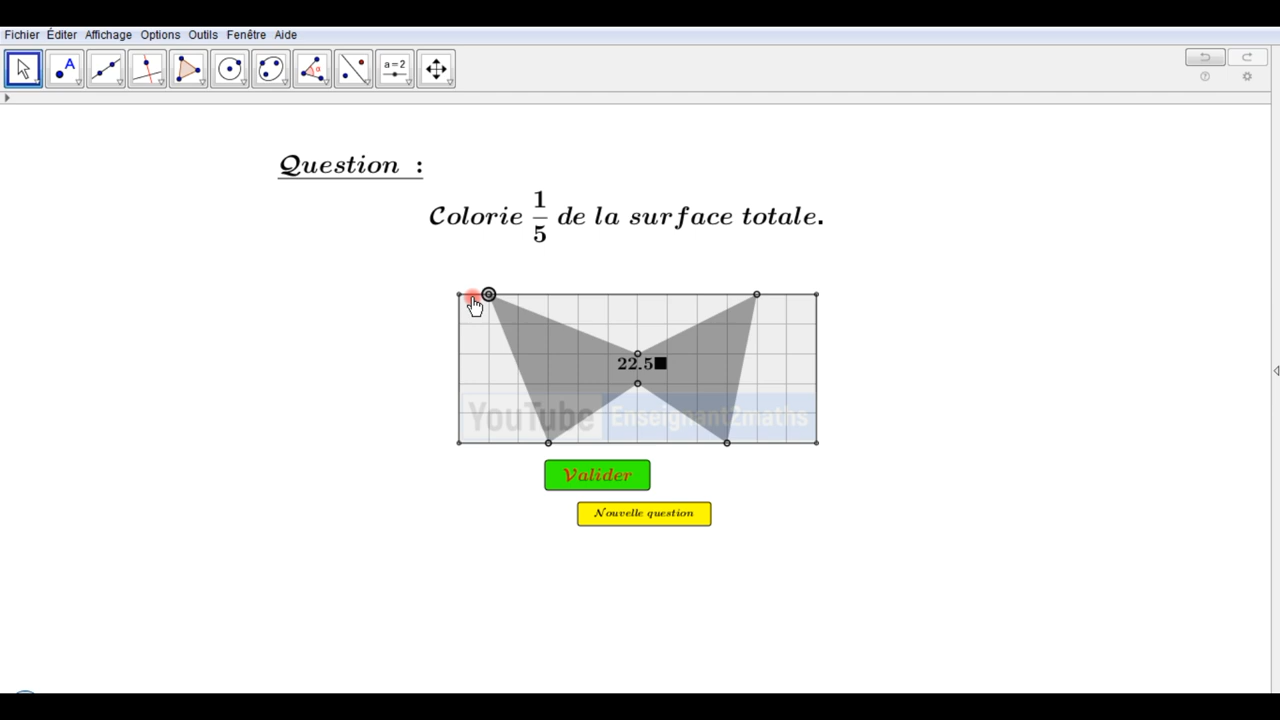 Fichier Éditer Affichage Options Outils Fenêtre Aide
A
α
a=2
Question :
Colorie 1/5 de la surface totale.
22.5■
YouTube Enseignant2maths
Valider
Nouvelle question